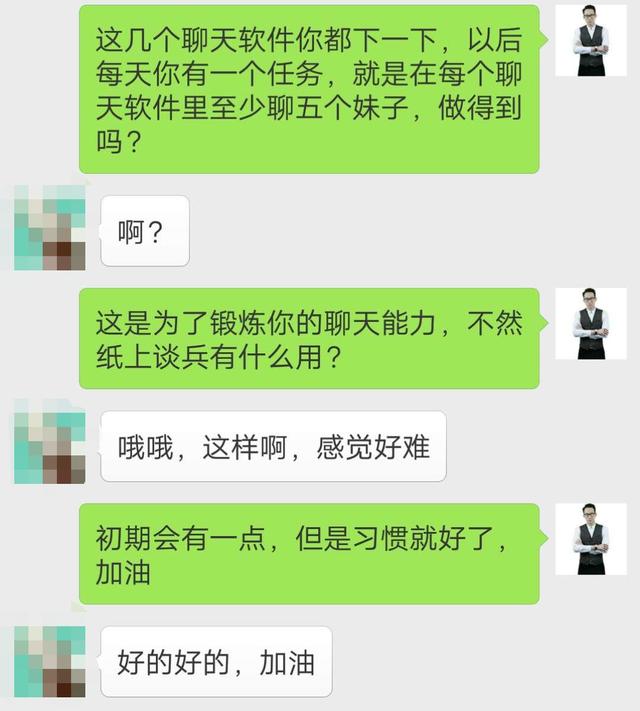 这几个聊天软件你都下一下，以后
每天你有一个任务，就是在每个聊
天软件里至少聊五个妹子，做得到
吗？
啊？
这是为了锻炼你的聊天能力，不然
纸上谈兵有什么用？
哦哦，这样啊，感觉好难
初期会有一点，但是习惯就好了，
加油
好的好的，加油